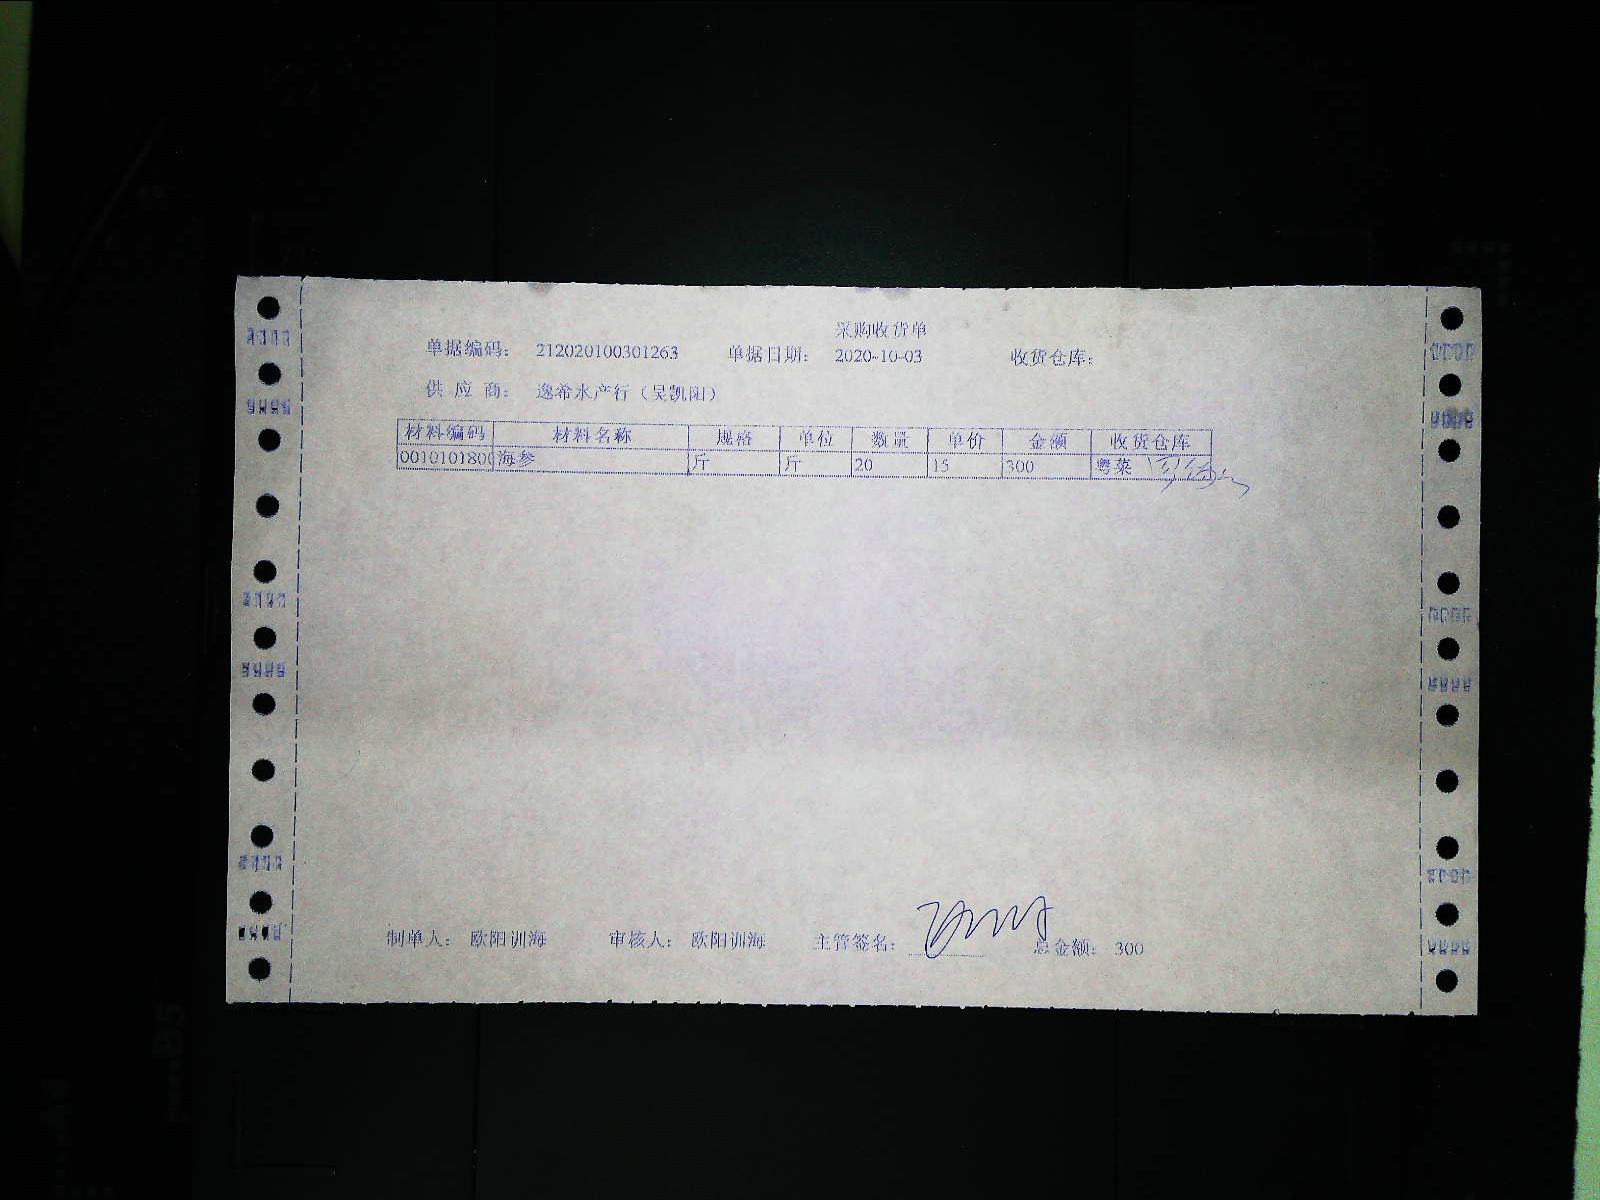 采购收货单
单据编码: 212020100301263 单据日期: 2020-10-03 收货仓库:
供 应 商: 逸希水产行（吴凯阳）
材料编码 材料名称 规格 单位 数量 单价 金额 收货仓库
0010101800 海参 斤 斤 20 15 300 粤菜
制单人: 欧阳训海 审核人: 欧阳训海 主管签名: 总金额: 300